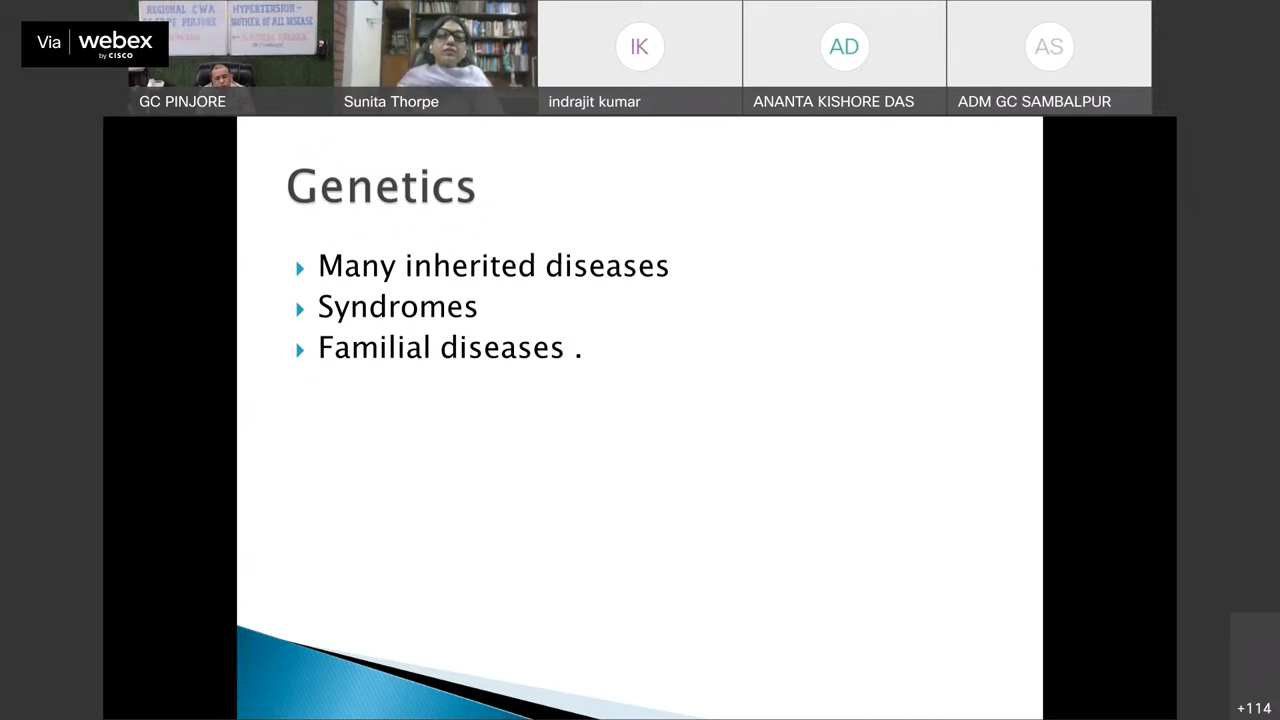 Via webex
by CISCO
REGIONAL CWA
PINJORE
HYPERTENSION-
MOTHER OF ALL DISEASE
GC PINJORE
Sunita Thorpe
IK
indrajit kumar
AD
ANANTA KISHORE DAS
AS
ADM GC SAMBALPUR
Genetics
Many inherited diseases
Syndromes
Familial diseases .
+114